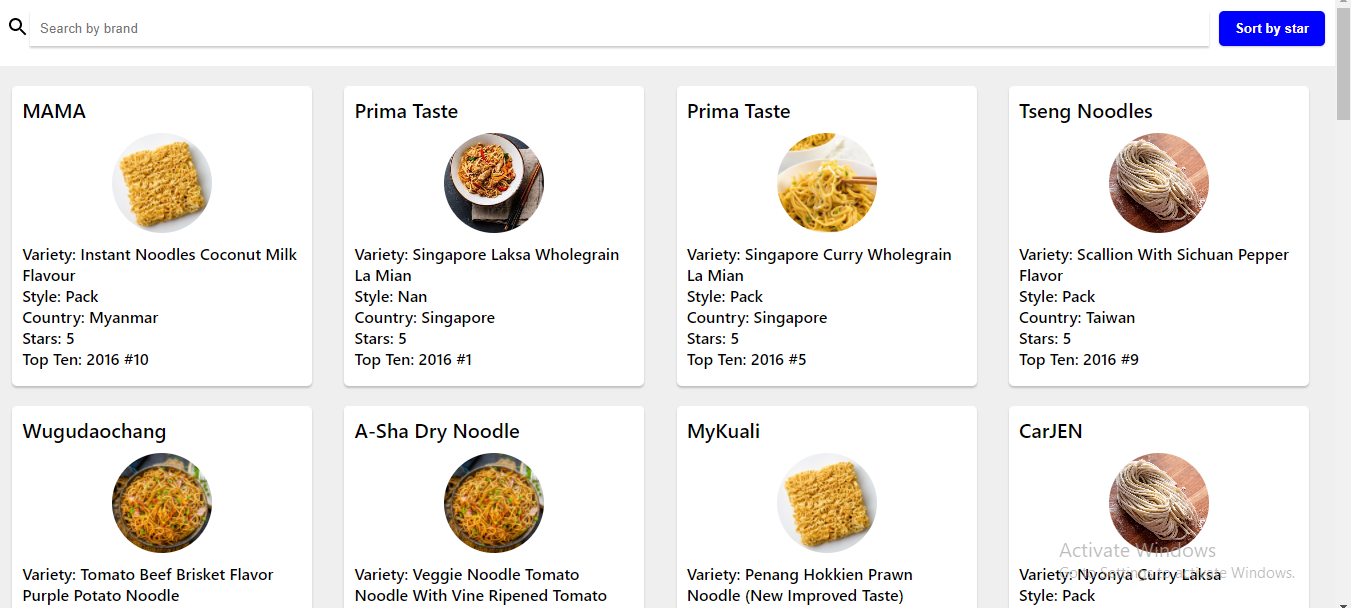 Search by brand
Sort by star
MAMA
Variety: Instant Noodles Coconut Milk
Flavour
Style: Pack
Country: Myanmar
Stars: 5
Top Ten: 2016 #10
Prima Taste
Variety: Singapore Laksa Wholegrain
La Mian
Style: Nan
Country: Singapore
Stars: 5
Top Ten: 2016 #1
Prima Taste
Variety: Singapore Curry Wholegrain
La Mian
Style: Pack
Country: Singapore
Stars: 5
Top Ten: 2016 #5
Tseng Noodles
Variety: Scallion With Sichuan Pepper
Flavor
Style: Pack
Country: Taiwan
Stars: 5
Top Ten: 2016 #9
Wugudaochang
Variety: Tomato Beef Brisket Flavor
Purple Potato Noodle
A-Sha Dry Noodle
Variety: Veggie Noodle Tomato
Noodle With Vine Ripened Tomato
MyKuali
Variety: Penang Hokkien Prawn
Noodle (New Improved Taste)
CarJEN
Variety: Nyonya Curry Laksa
Style: Pack
Activate Windows
Go to Settings to activate Windows.